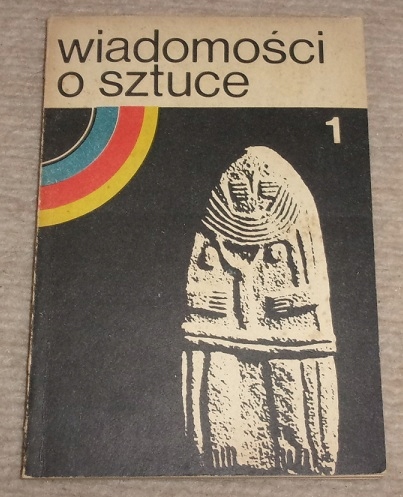 wiadomości
o sztuce
1